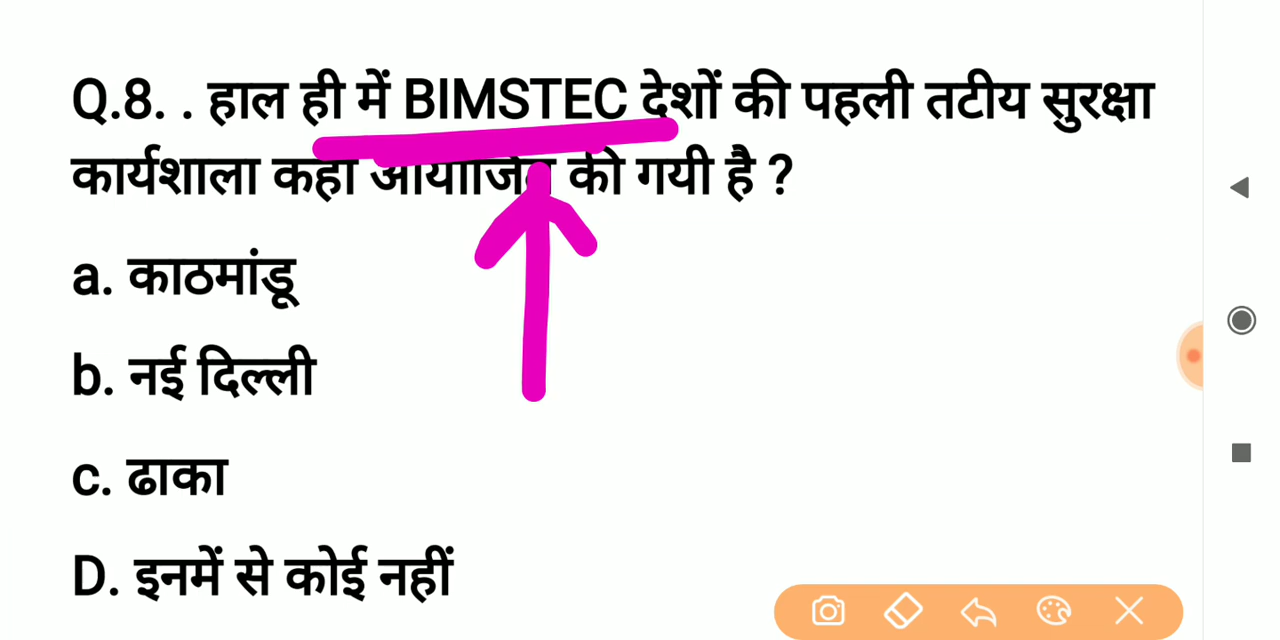 Q.8. . हाल ही में BIMSTEC देशों की पहली तटीय सुरक्षा
कार्यशाला कहां आयोजित की गयी है ?
a. काठमांडू
b. नई दिल्ली
c. ढाका
D. इनमें से कोई नहीं